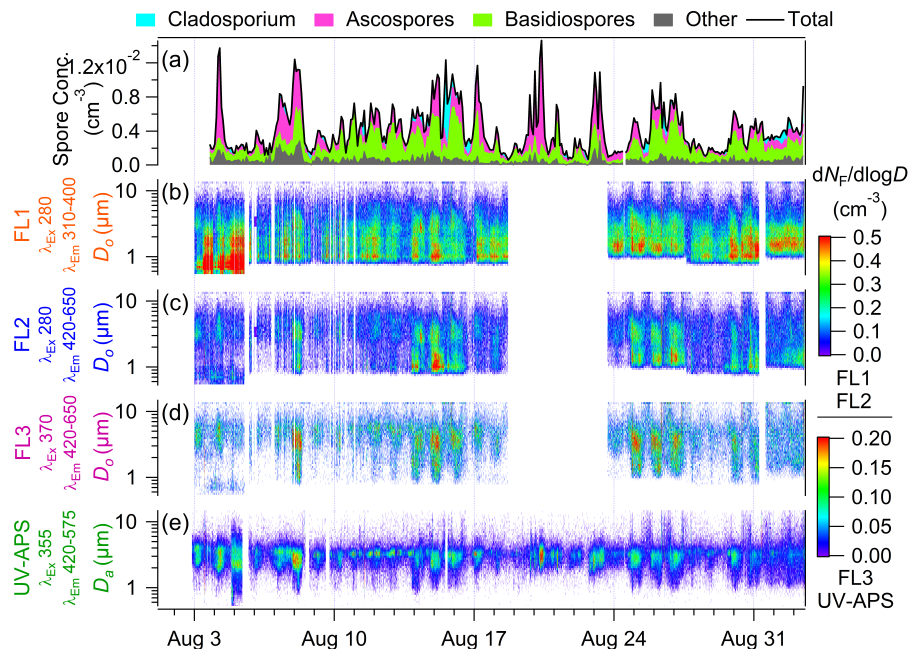 Cladosporium Ascospores Basidiospores Other Total
(a)
Spore Conc.
(cm⁻³)
1.2x10⁻²
0.8
0.4
0.0
(b)
FL1
λEx 280
λEm 310-400
Do (µm)
10
1
(c)
FL2
λEx 280
λEm 420-650
Do (µm)
10
1
(d)
FL3
λEx 370
λEm 420-650
Do (µm)
10
1
(e)
UV-APS
λEx 355
λEm 420-575
Da (µm)
10
1
Aug 3 Aug 10 Aug 17 Aug 24 Aug 31
dNF/dlogD
(cm⁻³)
0.5
0.4
0.3
0.2
0.1
0.0
FL1
FL2
0.20
0.15
0.10
0.05
0.00
FL3
UV-APS